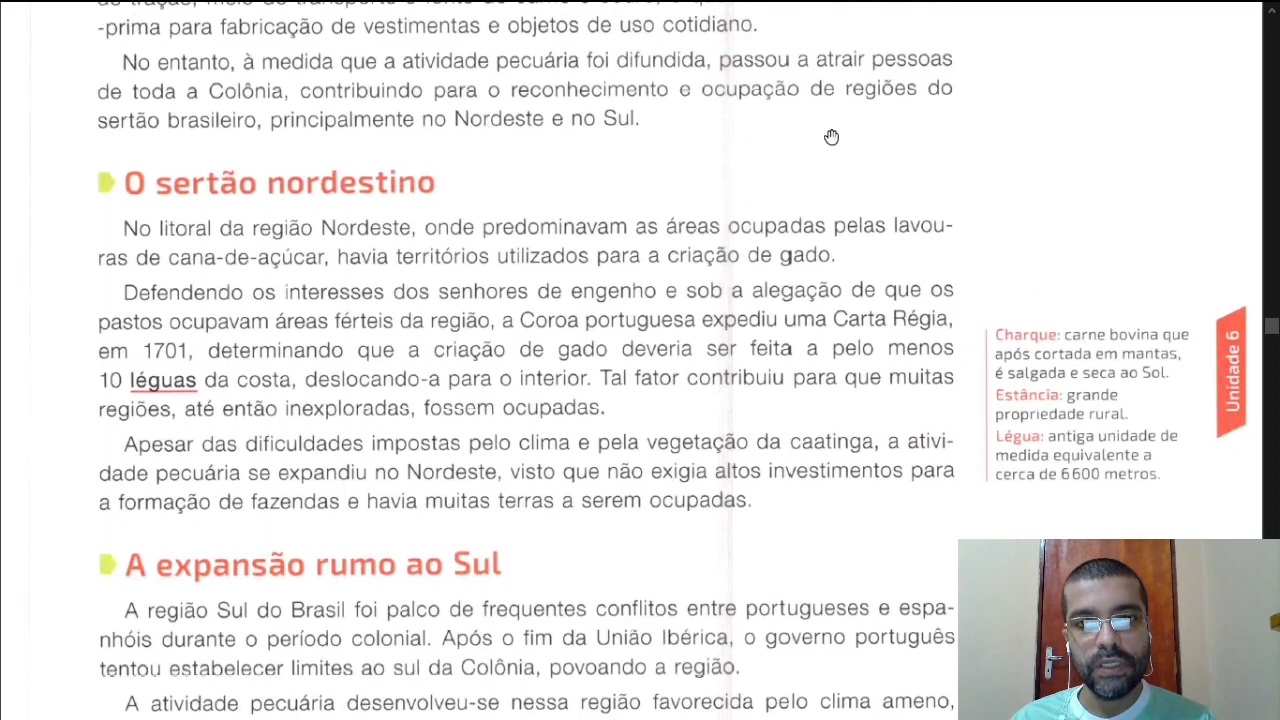 -prima para fabricação de vestimentas e objetos de uso cotidiano.
No entanto, à medida que a atividade pecuária foi difundida, passou a atrair pessoas
de toda a Colônia, contribuindo para o reconhecimento e ocupação de regiões do
sertão brasileiro, principalmente no Nordeste e no Sul.
O sertão nordestino
No litoral da região Nordeste, onde predominavam as áreas ocupadas pelas lavou-
ras de cana-de-açúcar, havia territórios utilizados para a criação de gado.
Defendendo os interesses dos senhores de engenho e sob a alegação de que os
pastos ocupavam áreas férteis da região, a Coroa portuguesa expediu uma Carta Régia,
em 1701, determinando que a criação de gado deveria ser feita a pelo menos
10 léguas da costa, deslocando-a para o interior. Tal fator contribuiu para que muitas
regiões, até então inexploradas, fossem ocupadas.
Apesar das dificuldades impostas pelo clima e pela vegetação da caatinga, a ativi-
dade pecuária se expandiu no Nordeste, visto que não exigia altos investimentos para
a formação de fazendas e havia muitas terras a serem ocupadas.
A expansão rumo ao Sul
A região Sul do Brasil foi palco de frequentes conflitos entre portugueses e espa-
nhóis durante o período colonial. Após o fim da União Ibérica, o governo português
tentou estabelecer limites ao sul da Colônia, povoando a região.
A atividade pecuária desenvolveu-se nessa região favorecida pelo clima ameno,
Charque: carne bovina que
após cortada em mantas,
é salgada e seca ao Sol.
Estância: grande
propriedade rural.
Légua: antiga unidade de
medida equivalente a
cerca de 6600 metros.
Unidade 6